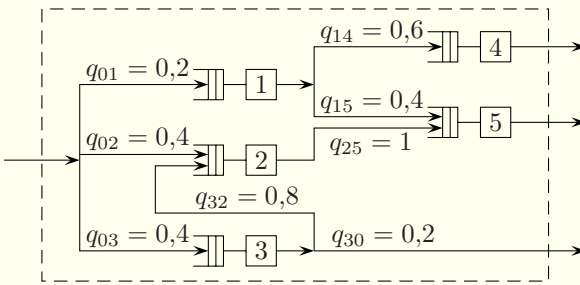 q14 = 0,6
4
q01 = 0,2
1
q15 = 0,4
5
q02 = 0,4
2
q25 = 1
q32 = 0,8
q03 = 0,4
3
q30 = 0,2